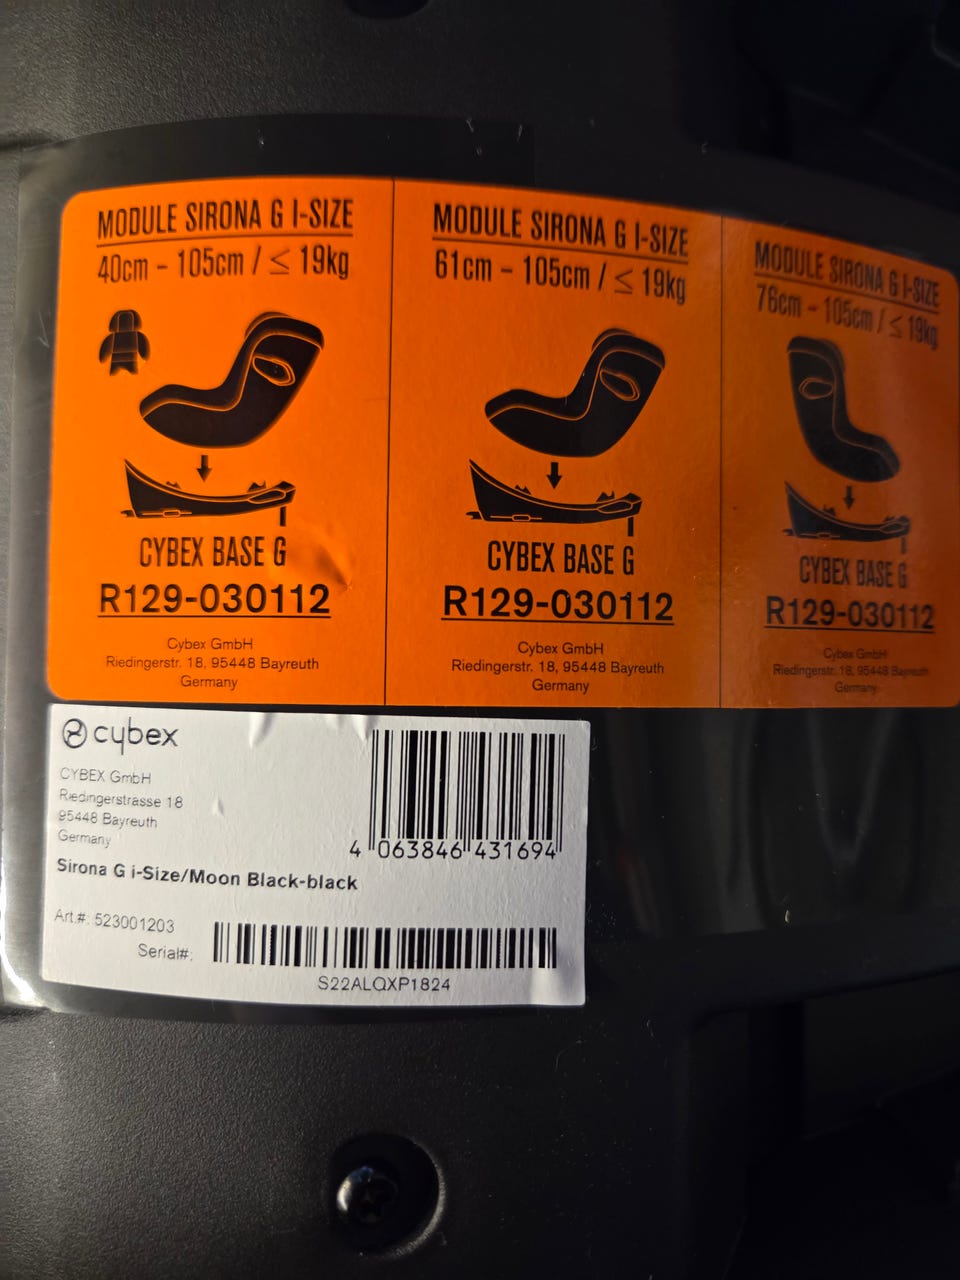 MODULE SIRONA G I-SIZE
40cm - 105cm / ≤ 19kg
CYBEX BASE G
R129-030112
Cybex GmbH
Riedingerstr. 18, 95448 Bayreuth
Germany
MODULE SIRONA G I-SIZE
61cm - 105cm / ≤ 19kg
CYBEX BASE G
R129-030112
Cybex GmbH
Riedingerstr. 18, 95448 Bayreuth
Germany
MODULE SIRONA G I-SIZE
76cm - 105cm / ≤ 19kg
CYBEX BASE G
R129-030112
Cybex GmbH
Riedingerstr. 18, 95448 Bayreuth
Germany
cybex
CYBEX GmbH
Riedingerstrasse 18
95448 Bayreuth
Germany
4 063846 431694
Sirona G i-Size/Moon Black-black
Art.#: 523001203
Serial#:
S22ALQXP1824